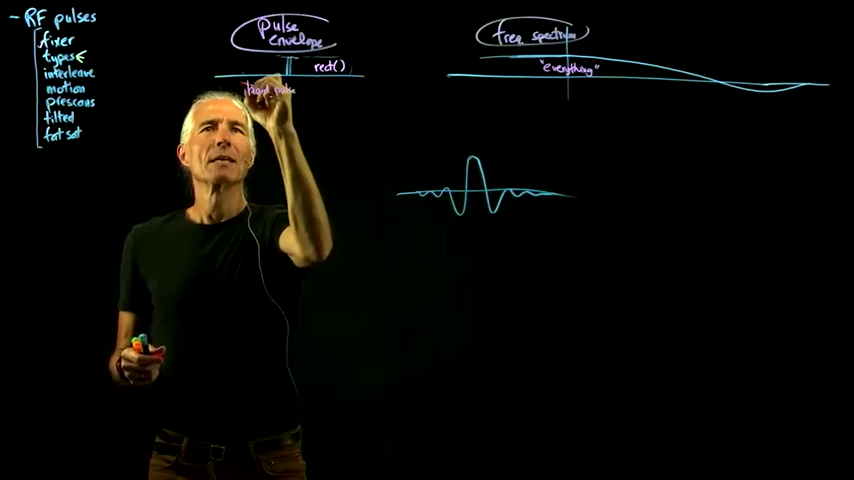 - RF pulses
fixer
types
interleave
motion
prescans
tilted
fat sat
pulse
envelope
rect()
hard pulse
freq spectrum
"everything"